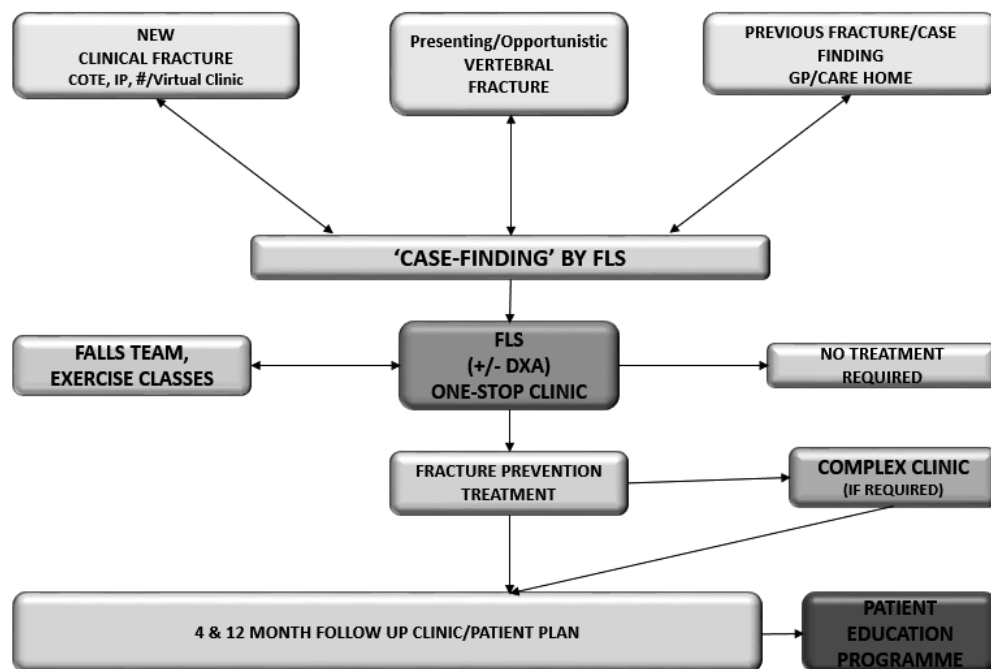 NEW
CLINICAL FRACTURE
COTE, IP, #/Virtual Clinic
Presenting/Opportunistic
VERTEBRAL
FRACTURE
PREVIOUS FRACTURE/CASE
FINDING
GP/CARE HOME
‘CASE-FINDING’ BY FLS
FALLS TEAM,
EXERCISE CLASSES
FLS
(+/- DXA)
ONE-STOP CLINIC
NO TREATMENT
REQUIRED
FRACTURE PREVENTION
TREATMENT
COMPLEX CLINIC
(IF REQUIRED)
4 & 12 MONTH FOLLOW UP CLINIC/PATIENT PLAN
PATIENT
EDUCATION
PROGRAMME